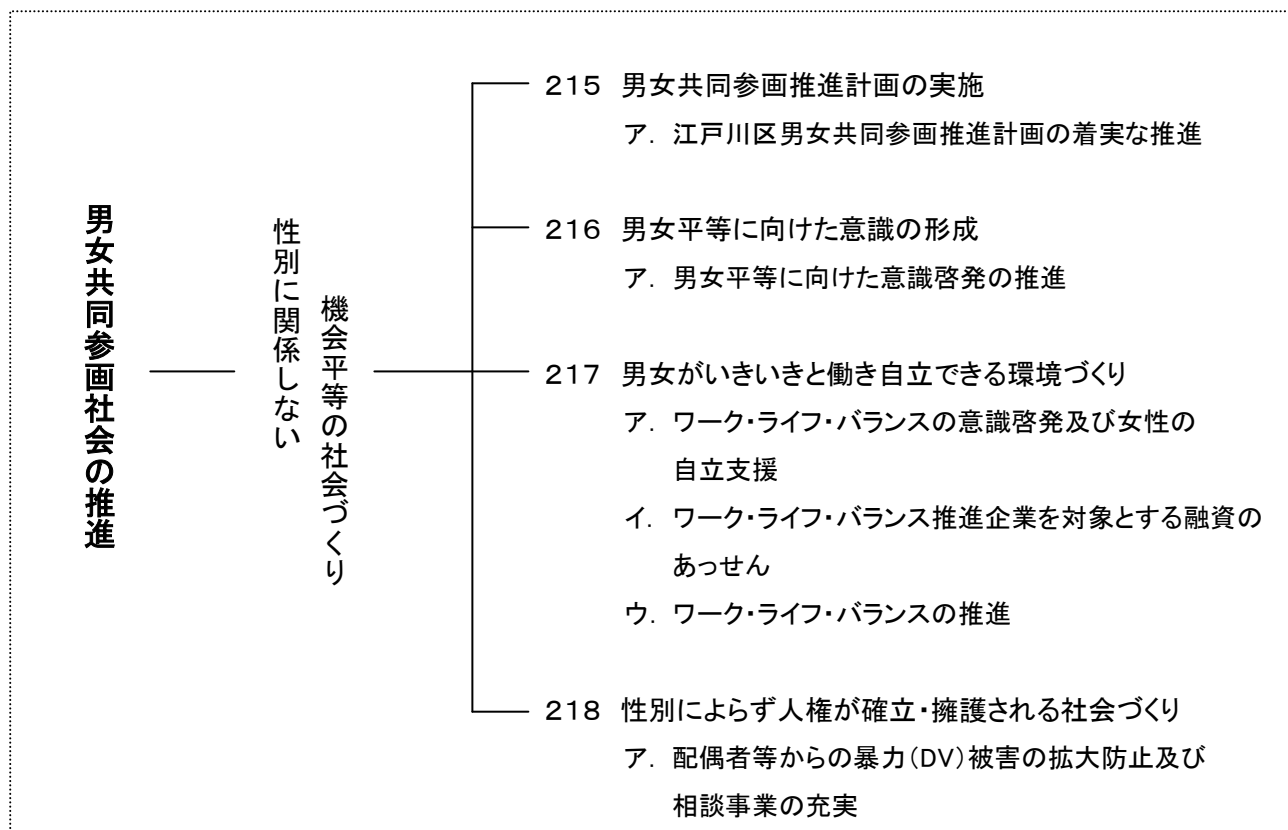 男女共同参画社会の推進
性別に関係しない
機会平等の社会づくり
215 男女共同参画推進計画の実施
ア. 江戸川区男女共同参画推進計画の着実な推進
216 男女平等に向けた意識の形成
ア. 男女平等に向けた意識啓発の推進
217 男女がいきいきと働き自立できる環境づくり
ア. ワーク・ライフ・バランスの意識啓発及び女性の
自立支援
イ. ワーク・ライフ・バランス推進企業を対象とする融資の
あっせん
ウ. ワーク・ライフ・バランスの推進
218 性別によらず人権が確立・擁護される社会づくり
ア. 配偶者等からの暴力(DV)被害の拡大防止及び
相談事業の充実